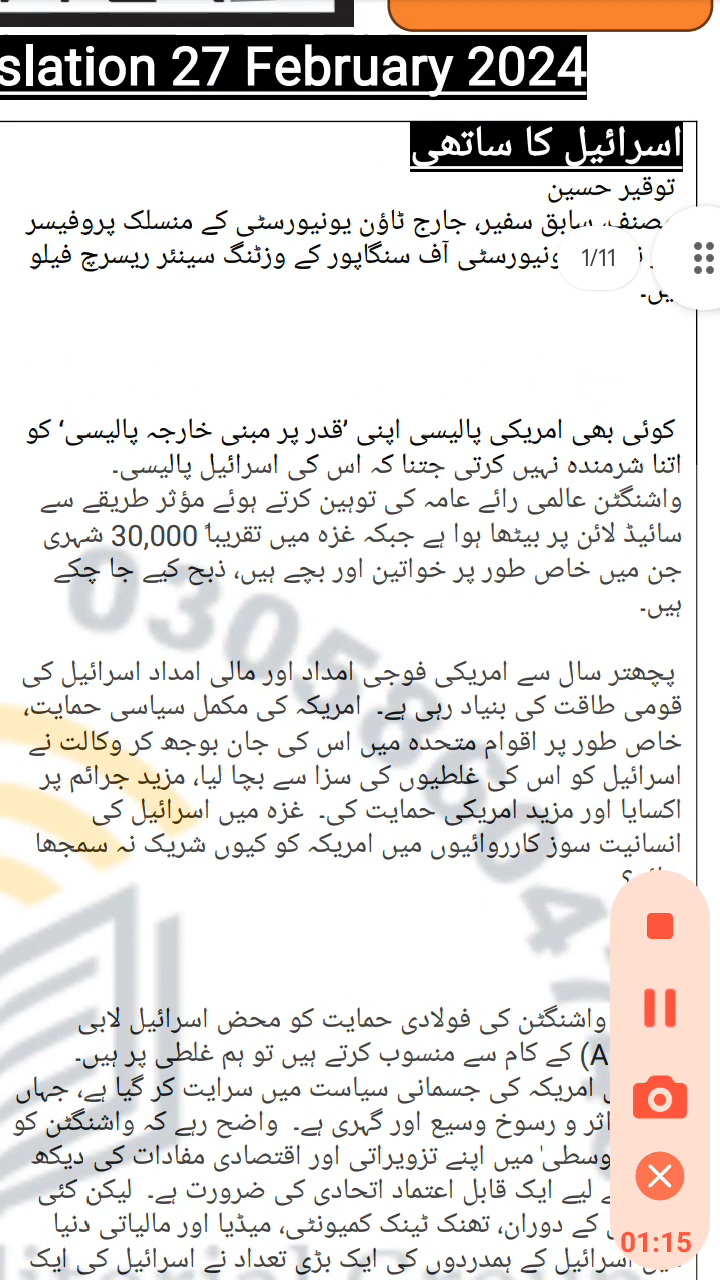 slation 27 February 2024
اسرائیل کا ساتھی
توقیر حسین
مصنف، سابق سفیر، جارج ٹاؤن یونیورسٹی کے منسلک پروفیسر
یونیورسٹی آف سنگاپور کے وزٹنگ سینئر ریسرچ فیلو
1/11
ہیں۔
کوئی بھی امریکی پالیسی اپنی ’قدر پر مبنی خارجہ پالیسی‘ کو
اتنا شرمندہ نہیں کرتی جتنا کہ اس کی اسرائیل پالیسی۔
واشنگٹن عالمی رائے عامہ کی توہین کرتے ہوئے مؤثر طریقے سے
سائیڈ لائن پر بیٹھا ہوا ہے جبکہ غزہ میں تقریباً 30,000 شہری
جن میں خاص طور پر خواتین اور بچے ہیں، ذبح کیے جا چکے
ہیں۔
پچھتر سال سے امریکی فوجی امداد اور مالی امداد اسرائیل کی
قومی طاقت کی بنیاد رہی ہے۔ امریکہ کی مکمل سیاسی حمایت،
خاص طور پر اقوام متحدہ میں اس کی جان بوجھ کر وکالت نے
اسرائیل کو اس کی غلطیوں کی سزا سے بچا لیا، مزید جرائم پر
اکسایا اور مزید امریکی حمایت کی۔ غزہ میں اسرائیل کی
انسانیت سوز کارروائیوں میں امریکہ کو کیوں شریک نہ سمجھا
واشنگٹن کی فولادی حمایت کو محض اسرائیل لابی
A) کے کام سے منسوب کرتے ہیں تو ہم غلطی پر ہیں۔
امریکہ کی جسمانی سیاست میں سرایت کر گیا ہے، جہاں
اثر و رسوخ وسیع اور گہری ہے۔ واضح رہے کہ واشنگٹن کو
وسطیٰ میں اپنے تزویراتی اور اقتصادی مفادات کی دیکھ
لیے ایک قابل اعتماد اتحادی کی ضرورت ہے۔ لیکن کئی
کے دوران، تھنک ٹینک کمیونٹی، میڈیا اور مالیاتی دنیا
اسرائیل کے ہمدردوں کی ایک بڑی تعداد نے اسرائیل کی ایک
01:15